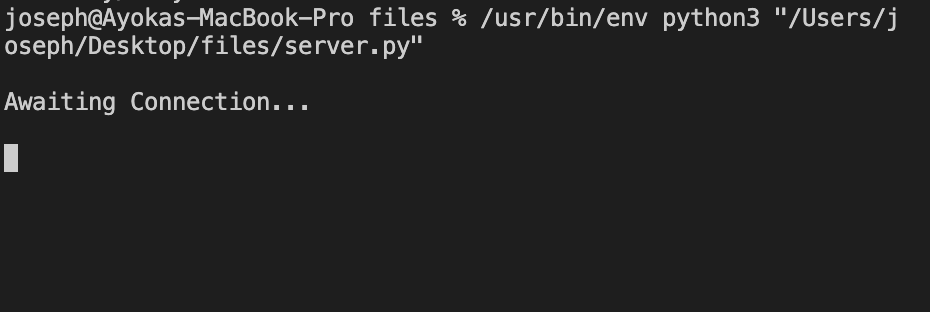 joseph@Ayokas-MacBook-Pro files % /usr/bin/env python3 "/Users/j
oseph/Desktop/files/server.py"
Awaiting Connection...